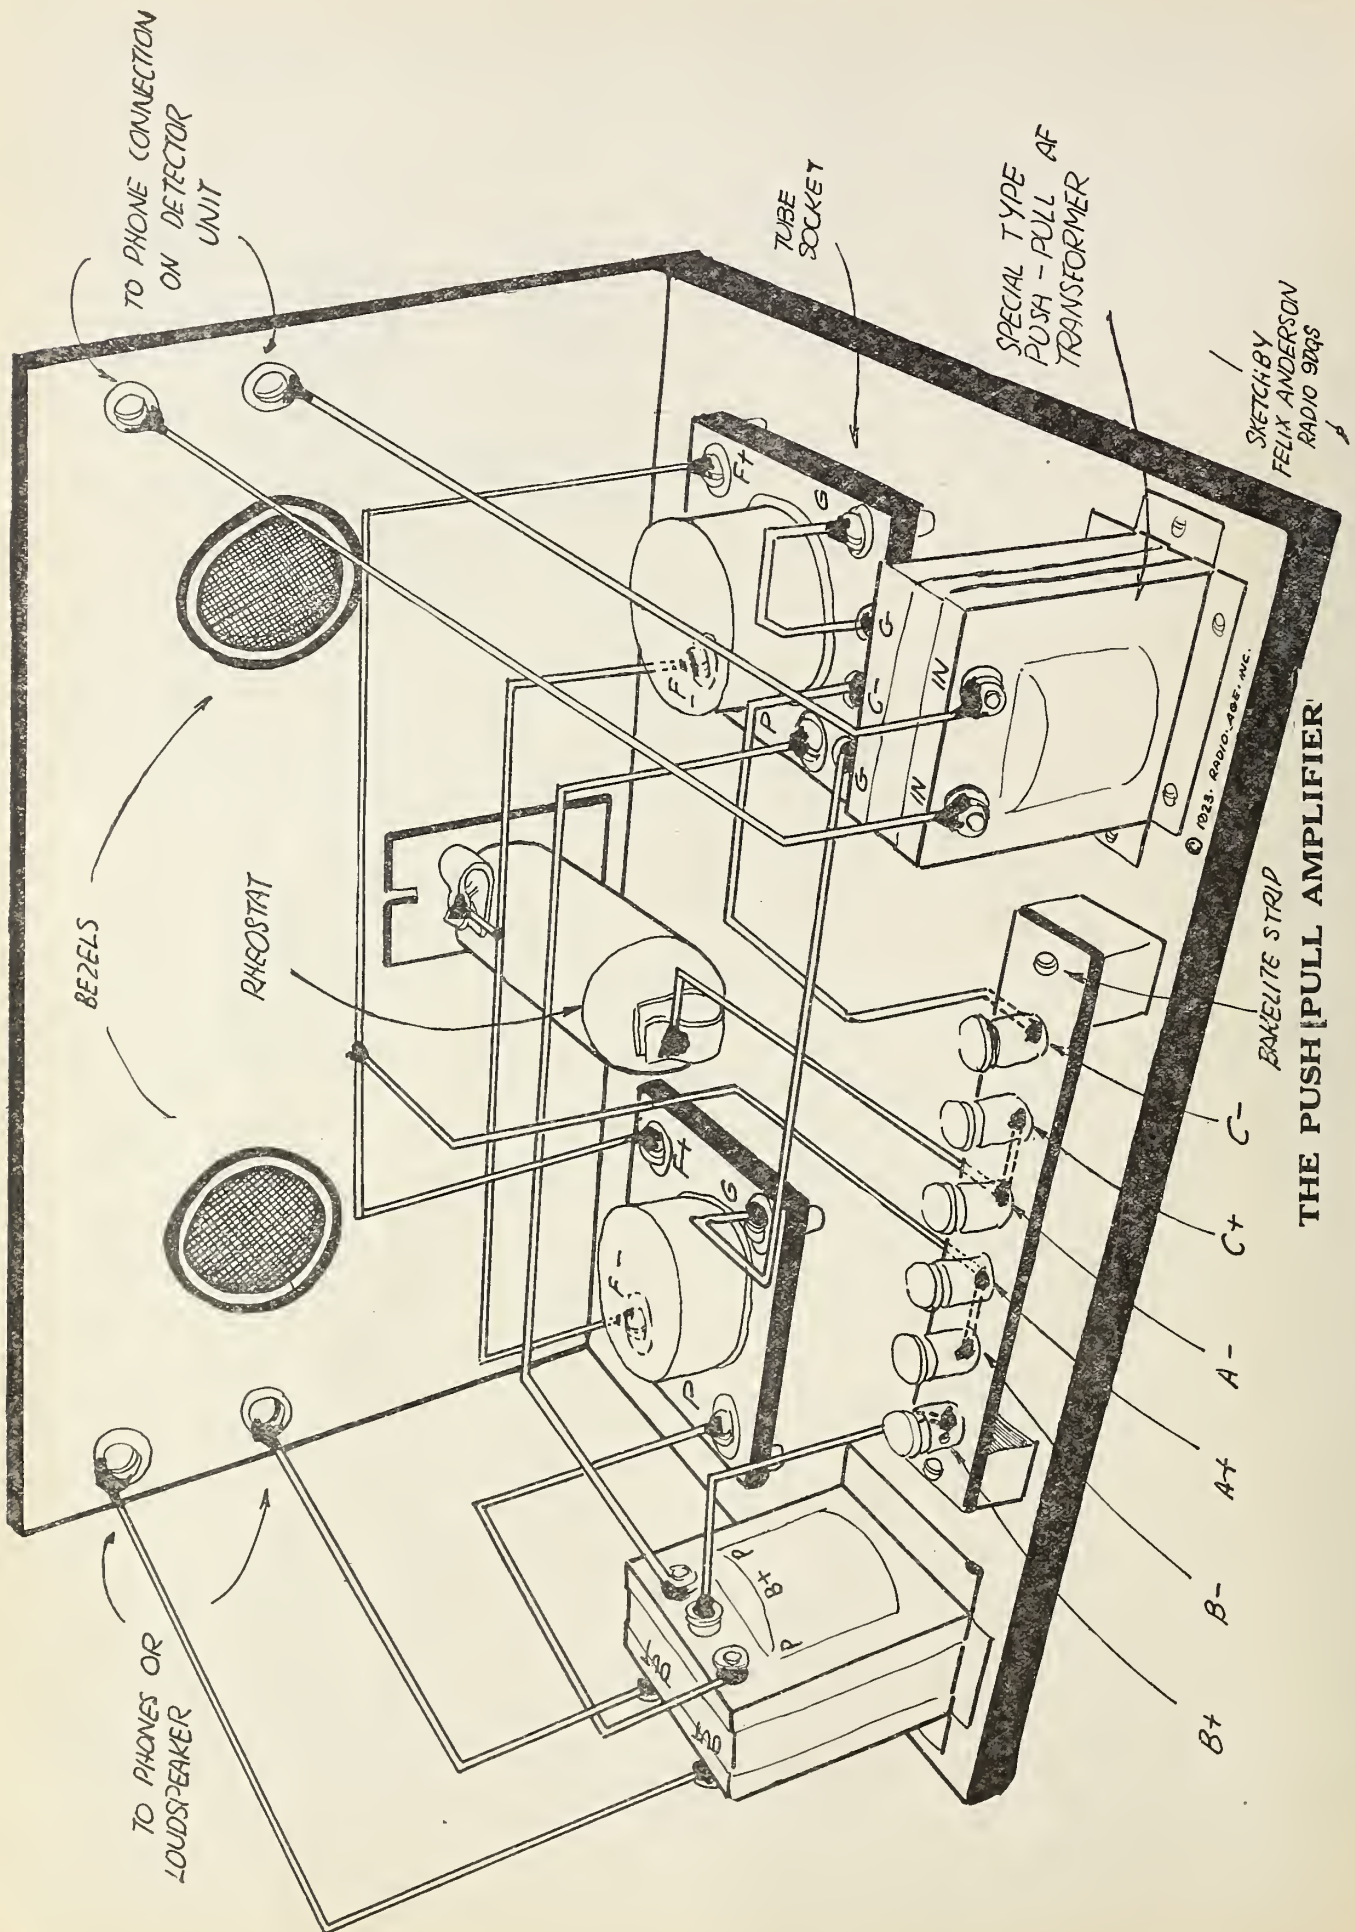 TO PHONES OR
LOUDSPEAKER
BEZELS
RHEOSTAT
TO PHONE CONNECTION
ON DETECTOR
UNIT
TUBE
SOCKET
SPECIAL TYPE
PUSH-PULL AF
TRANSFORMER
OUT
OUT
P
B+
P
P
F-
F+
G
P
F-
F+
G
G
C-
G
IN
IN
© 1923. RADIO AGE. INC.
SKETCH BY
FELIX ANDERSON
RADIO 9DQS
B+
B-
A+
A-
C+
C-
BAKELITE STRIP
THE PUSH PULL AMPLIFIER